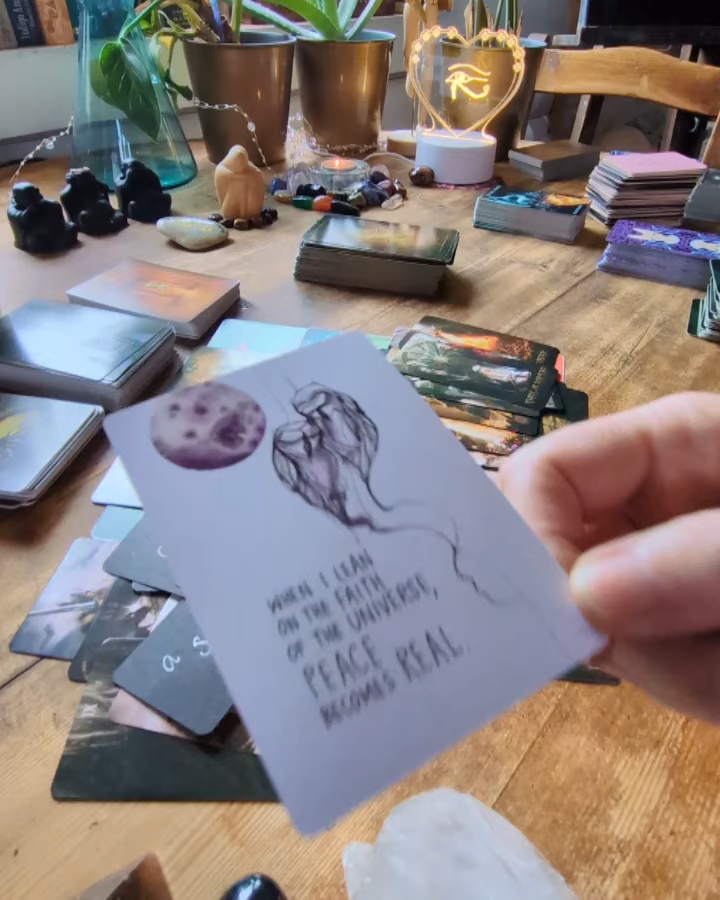 WHEN I LEAN
ON THE FAITH
OF THE UNIVERSE,
PEACE
BECOMES REAL.
a s